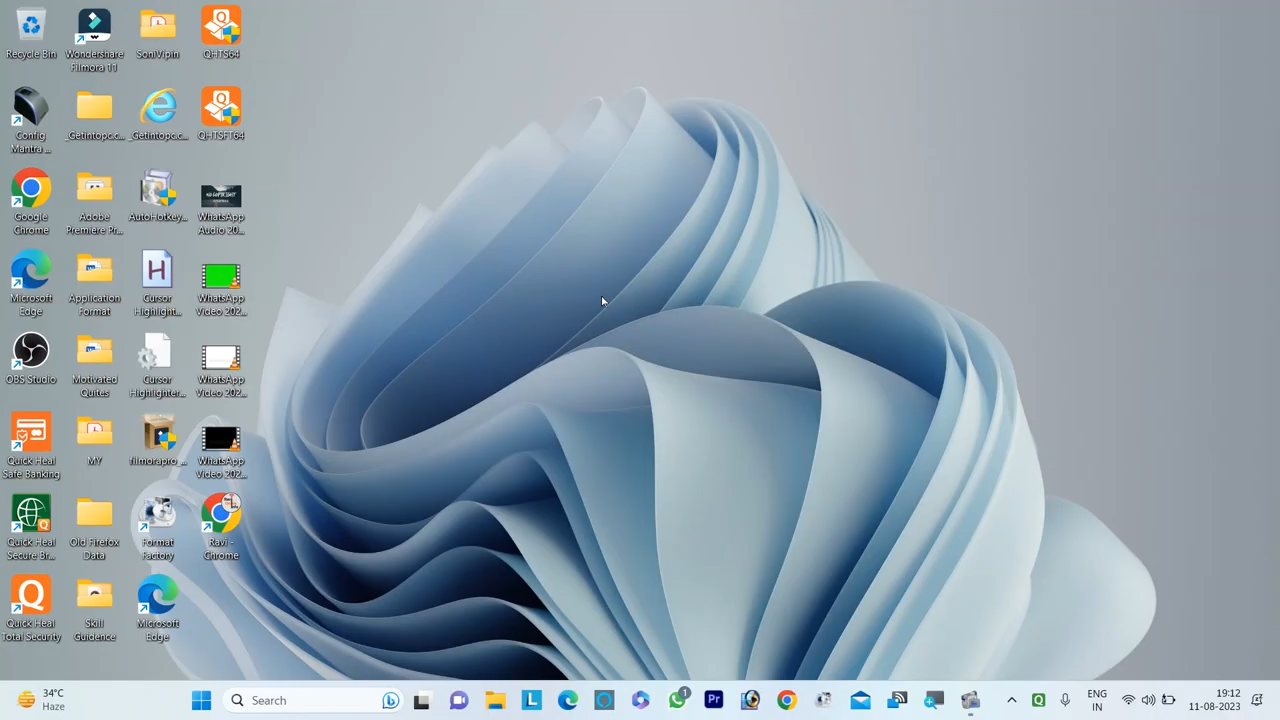 Recycle Bin
Wondershare
Filmora 11
SoniVipin
QHTS64
Config
Mantra ...
_Getintopc.c...
_Getintopc.c...
QHTSFT64
Google
Chrome
Adobe
Premiere Pr...
AutoHotkey...
NO COPYRIGHT
WhatsApp
Audio 20...
Microsoft
Edge
Application
Format
H
Cursor
Highlight...
WhatsApp
Video 202...
OBS Studio
Motivated
Quites
Cursor
Highlighter...
WhatsApp
Video 202...
Quick Heal
Safe Banking
MY
filmorapro_...
WhatsApp
Video 202...
Quick Heal
Secure Br...
Old Firefox
Data
Format
Factory
Ravi -
Chrome
Quick Heal
Total Security
Skill
Guidence
Microsoft
Edge
34°C
Haze
Search
L
1
Pr
Q
ENG
IN
19:12
11-08-2023